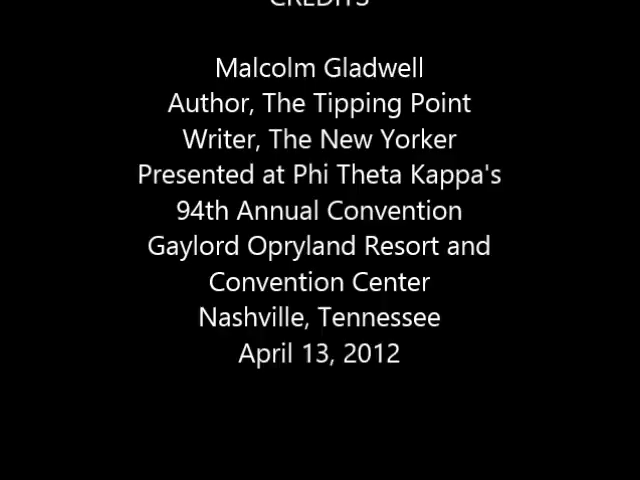 CREDITS
Malcolm Gladwell
Author, The Tipping Point
Writer, The New Yorker
Presented at Phi Theta Kappa's
94th Annual Convention
Gaylord Opryland Resort and
Convention Center
Nashville, Tennessee
April 13, 2012